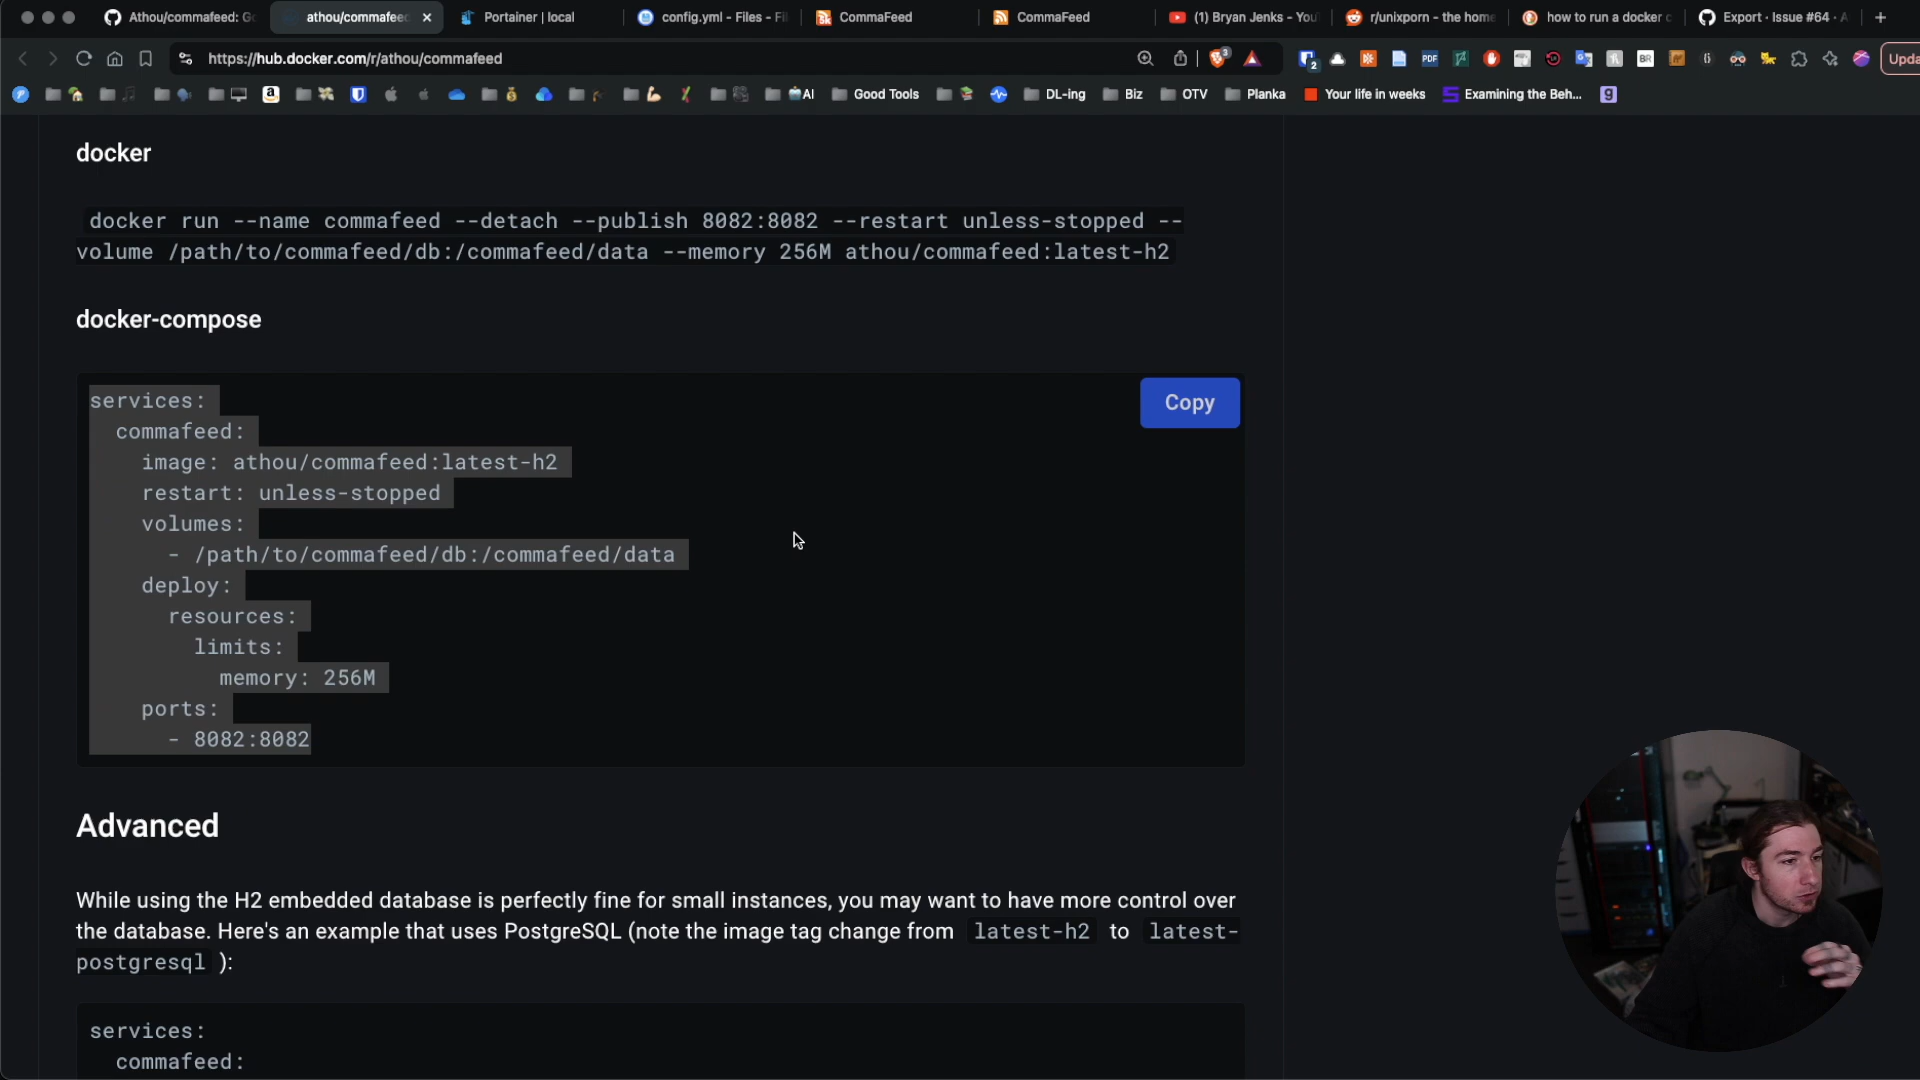 Athou/commafeed: G
athou/commafeed
Portainer | local
config.yml - Files - Fi
CommaFeed
CommaFeed
(1) Bryan Jenks - You
r/unixporn - the home
how to run a docker c
Export · Issue #64 · A
https://hub.docker.com/r/athou/commafeed
3
2
PDF
BR
Upda
AI
Good Tools
DL-ing
Biz
OTV
Planka
Your life in weeks
Examining the Beh...
docker
docker run --name commafeed --detach --publish 8082:8082 --restart unless-stopped --
volume /path/to/commafeed/db:/commafeed/data --memory 256M athou/commafeed:latest-h2
docker-compose
Copy
services:
commafeed:
image: athou/commafeed:latest-h2
restart: unless-stopped
volumes:
- /path/to/commafeed/db:/commafeed/data
deploy:
resources:
limits:
memory: 256M
ports:
- 8082:8082
Advanced
While using the H2 embedded database is perfectly fine for small instances, you may want to have more control over
the database. Here's an example that uses PostgreSQL (note the image tag change from latest-h2 to latest-
postgresql ):
services:
commafeed: